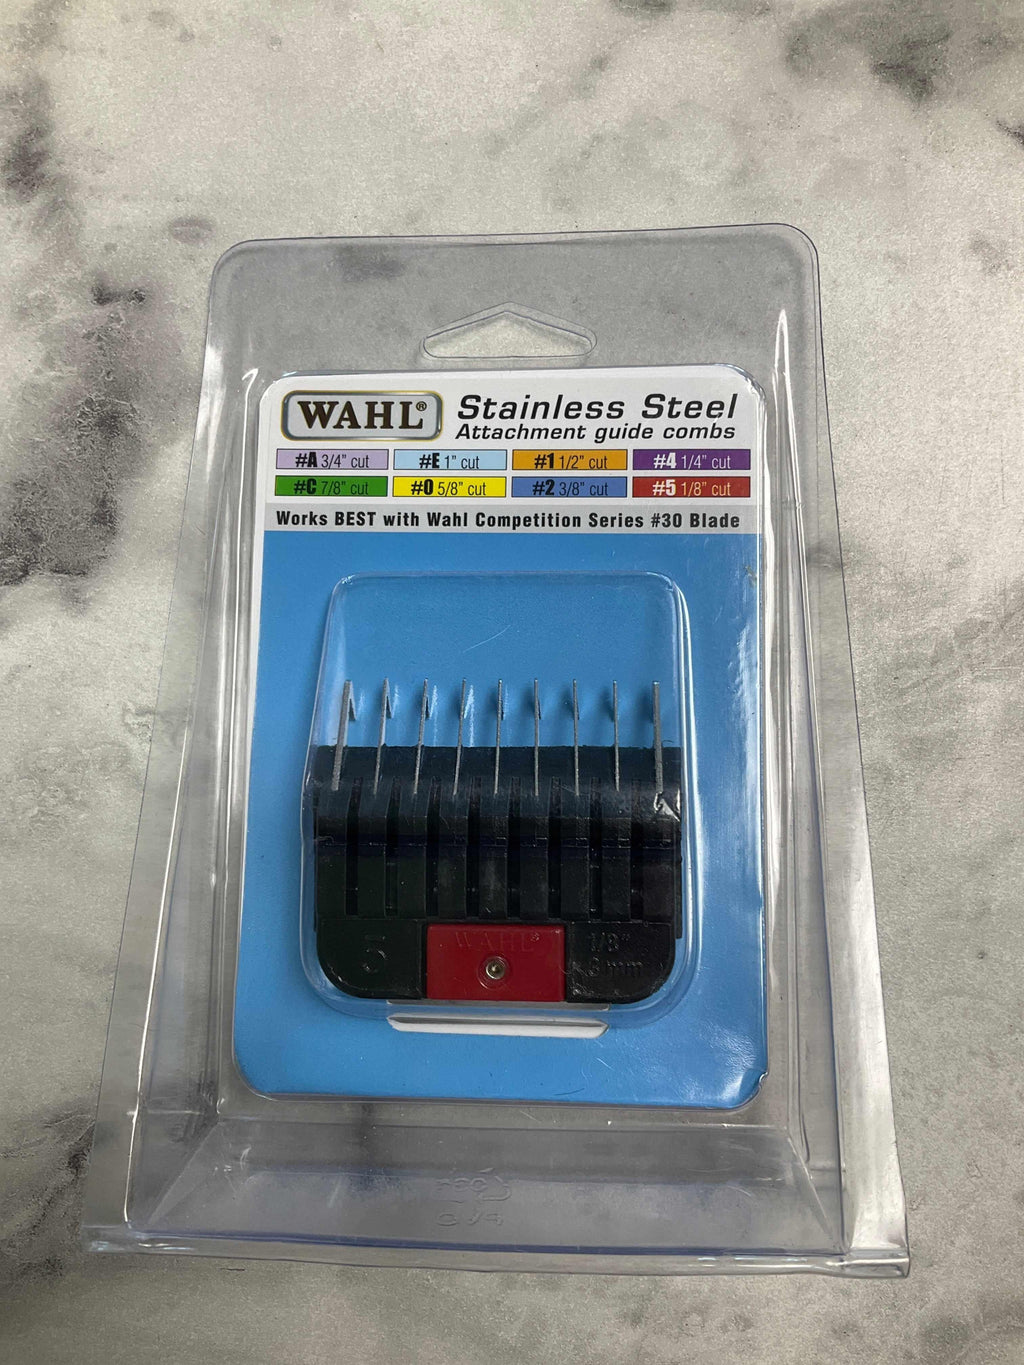 WAHL®
Stainless Steel
Attachment guide combs
#A 3/4" cut #E 1" cut #1 1/2" cut #4 1/4" cut
#C 7/8" cut #0 5/8" cut #2 3/8" cut #5 1/8" cut
Works BEST with Wahl Competition Series #30 Blade
5
WAHL®
1/8"
3mm